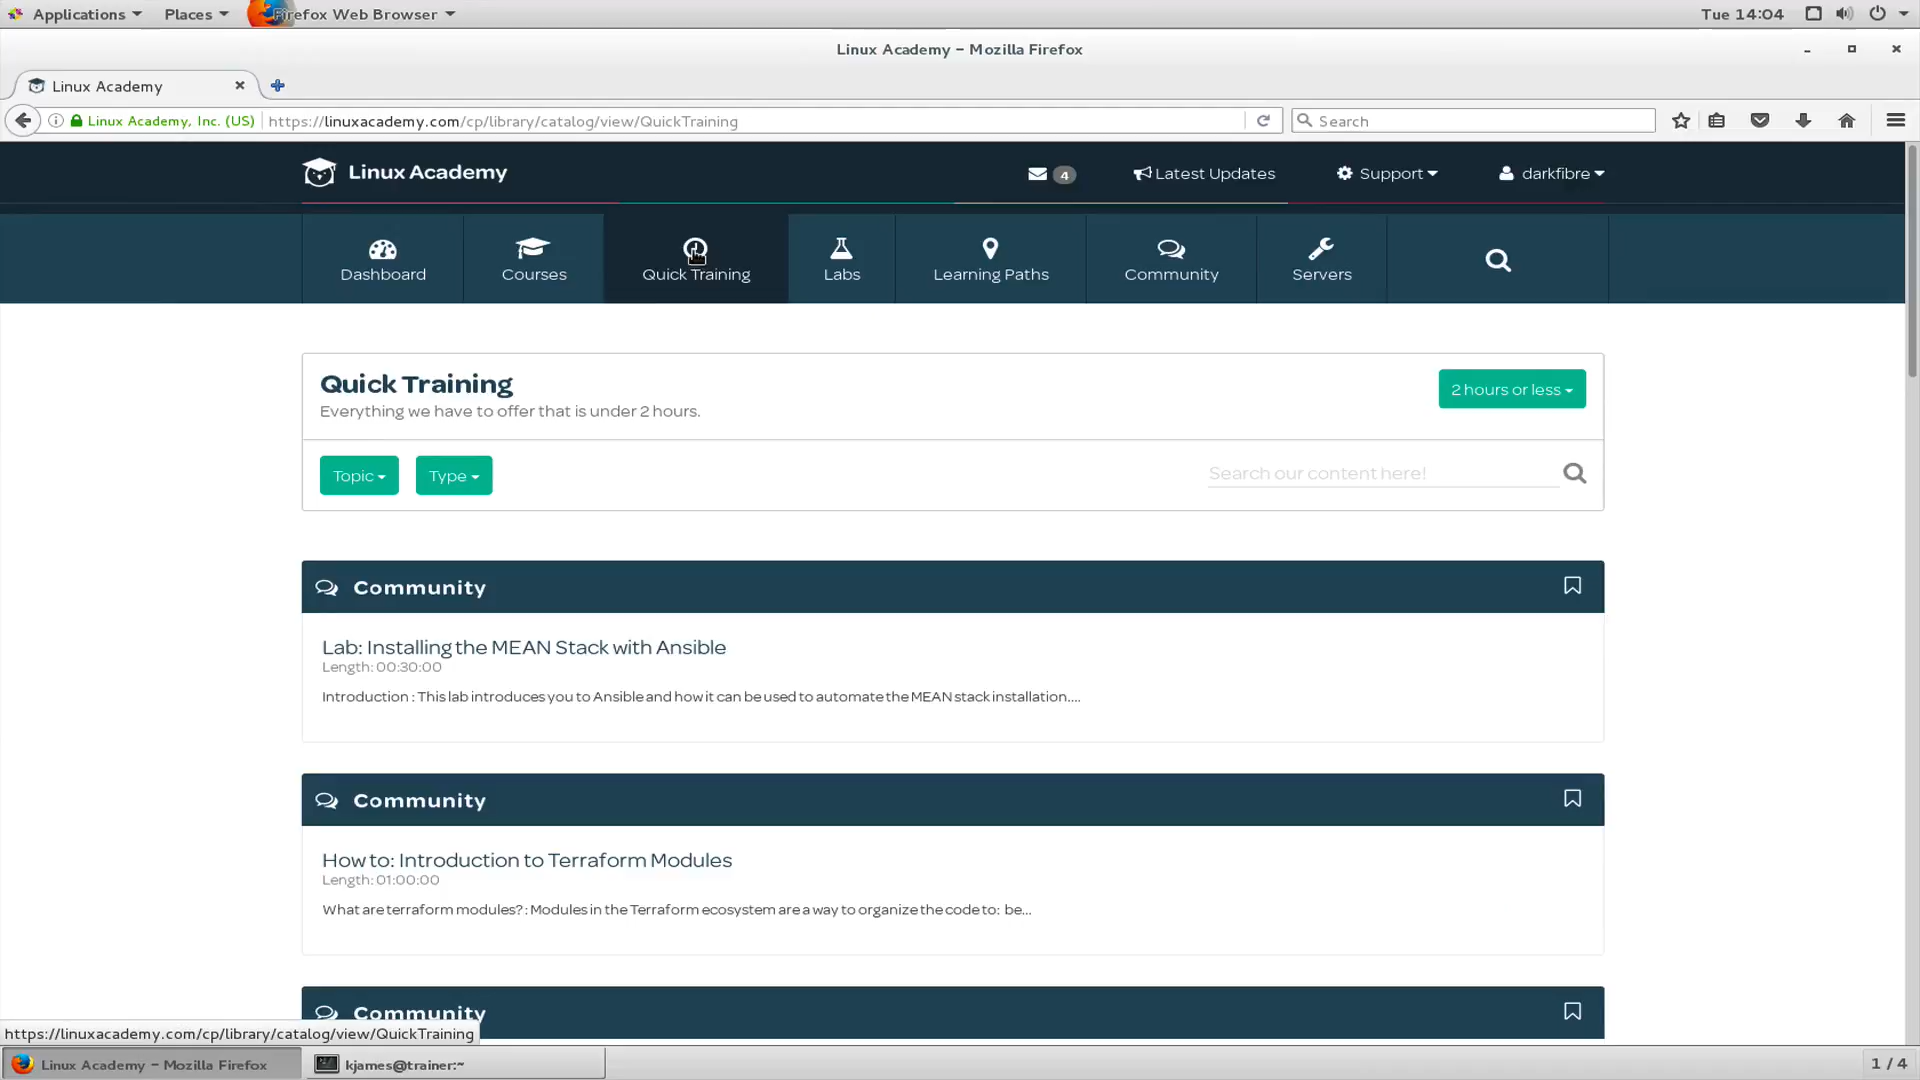 Applications Places Firefox Web Browser Tue 14:04
Linux Academy – Mozilla Firefox
Linux Academy
Linux Academy, Inc. (US) https://linuxacademy.com/cp/library/catalog/view/QuickTraining Search
Linux Academy 4 Latest Updates Support darkfibre
Dashboard Courses Quick Training Labs Learning Paths Community Servers
Quick Training 2 hours or less
Everything we have to offer that is under 2 hours.
Topic Type Search our content here!
Community
Lab: Installing the MEAN Stack with Ansible
Length: 00:30:00
Introduction : This lab introduces you to Ansible and how it can be used to automate the MEAN stack installation....
Community
How to: Introduction to Terraform Modules
Length: 01:00:00
What are terraform modules? : Modules in the Terraform ecosystem are a way to organize the code to: be...
Community
https://linuxacademy.com/cp/library/catalog/view/QuickTraining
Linux Academy – Mozilla Firefox kjames@trainer:~ 1 / 4